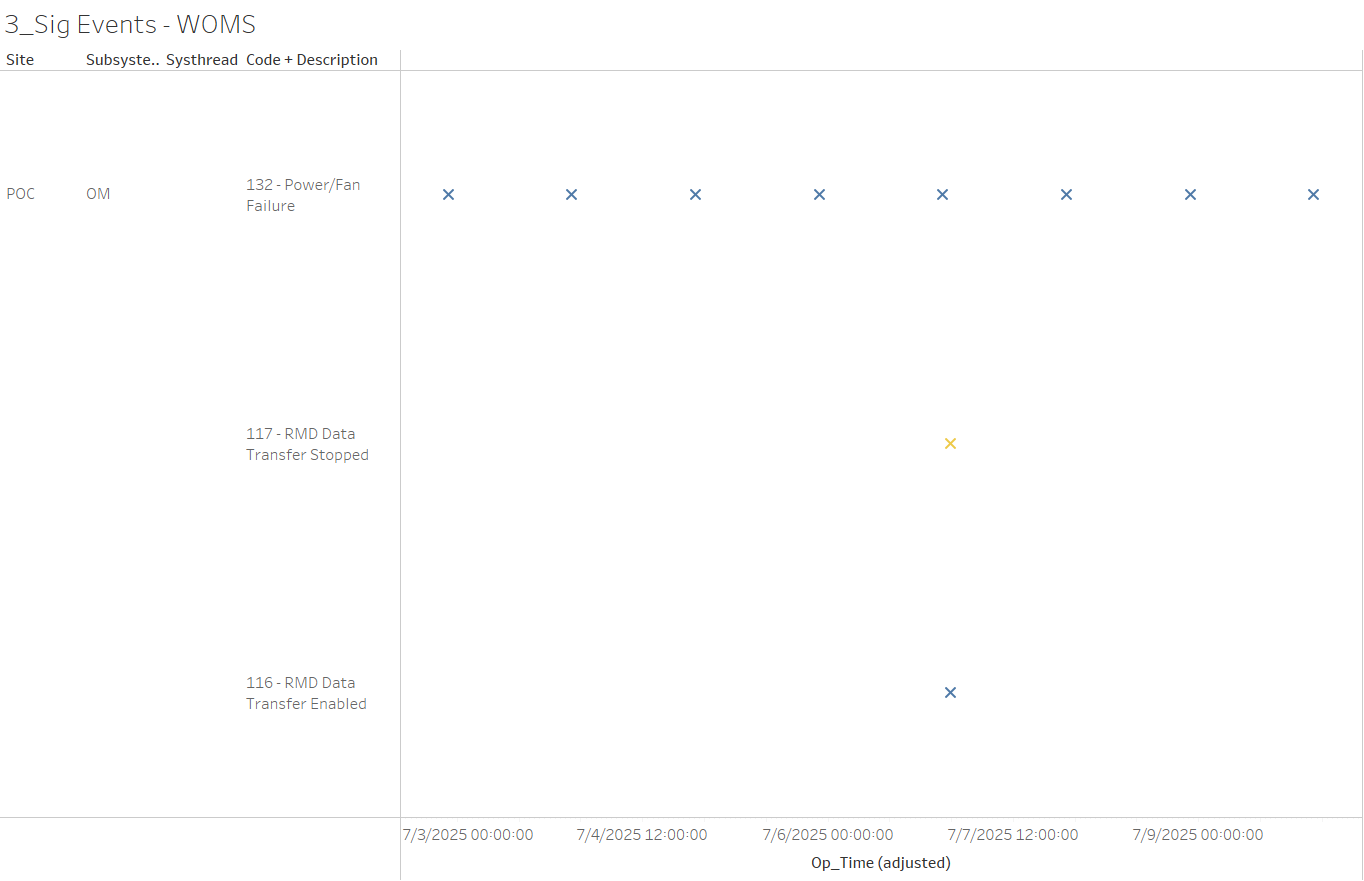 3_Sig Events - WOMS
Site Subsyste.. Systhread Code + Description
POC OM 132 - Power/Fan
Failure
117 - RMD Data
Transfer Stopped
116 - RMD Data
Transfer Enabled
7/3/2025 00:00:00 7/4/2025 12:00:00 7/6/2025 00:00:00 7/7/2025 12:00:00 7/9/2025 00:00:00
Op_Time (adjusted)